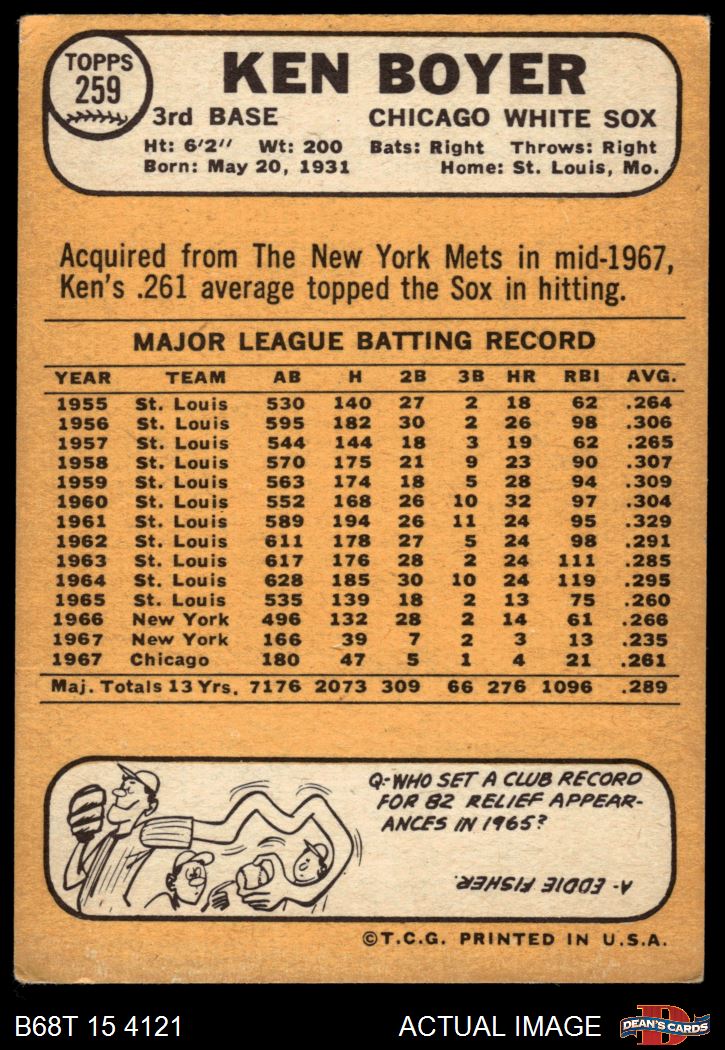 TOPPS
259
KEN BOYER
3rd BASE CHICAGO WHITE SOX
Ht: 6'2" Wt: 200 Bats: Right Throws: Right
Born: May 20, 1931 Home: St. Louis, Mo.
Acquired from The New York Mets in mid-1967,
Ken's .261 average topped the Sox in hitting.
MAJOR LEAGUE BATTING RECORD
YEAR TEAM AB H 2B 3B HR RBI AVG.
1955 St. Louis 530 140 27 2 18 62 .264
1956 St. Louis 595 182 30 2 26 98 .306
1957 St. Louis 544 144 18 3 19 62 .265
1958 St. Louis 570 175 21 9 23 90 .307
1959 St. Louis 563 174 18 5 28 94 .309
1960 St. Louis 552 168 26 10 32 97 .304
1961 St. Louis 589 194 26 11 24 95 .329
1962 St. Louis 611 178 27 5 24 98 .291
1963 St. Louis 617 176 28 2 24 111 .285
1964 St. Louis 628 185 30 10 24 119 .295
1965 St. Louis 535 139 18 2 13 75 .260
1966 New York 496 132 28 2 14 61 .266
1967 New York 166 39 7 2 3 13 .235
1967 Chicago 180 47 5 1 4 21 .261
Maj. Totals 13 Yrs. 7176 2073 309 66 276 1096 .289
Q-WHO SET A CLUB RECORD
FOR 82 RELIEF APPEAR-
ANCES IN 1965?
A- EDDIE FISHER.
©T.C.G. PRINTED IN U.S.A.
B68T 15 4121 ACTUAL IMAGE DEAN'S CARDS